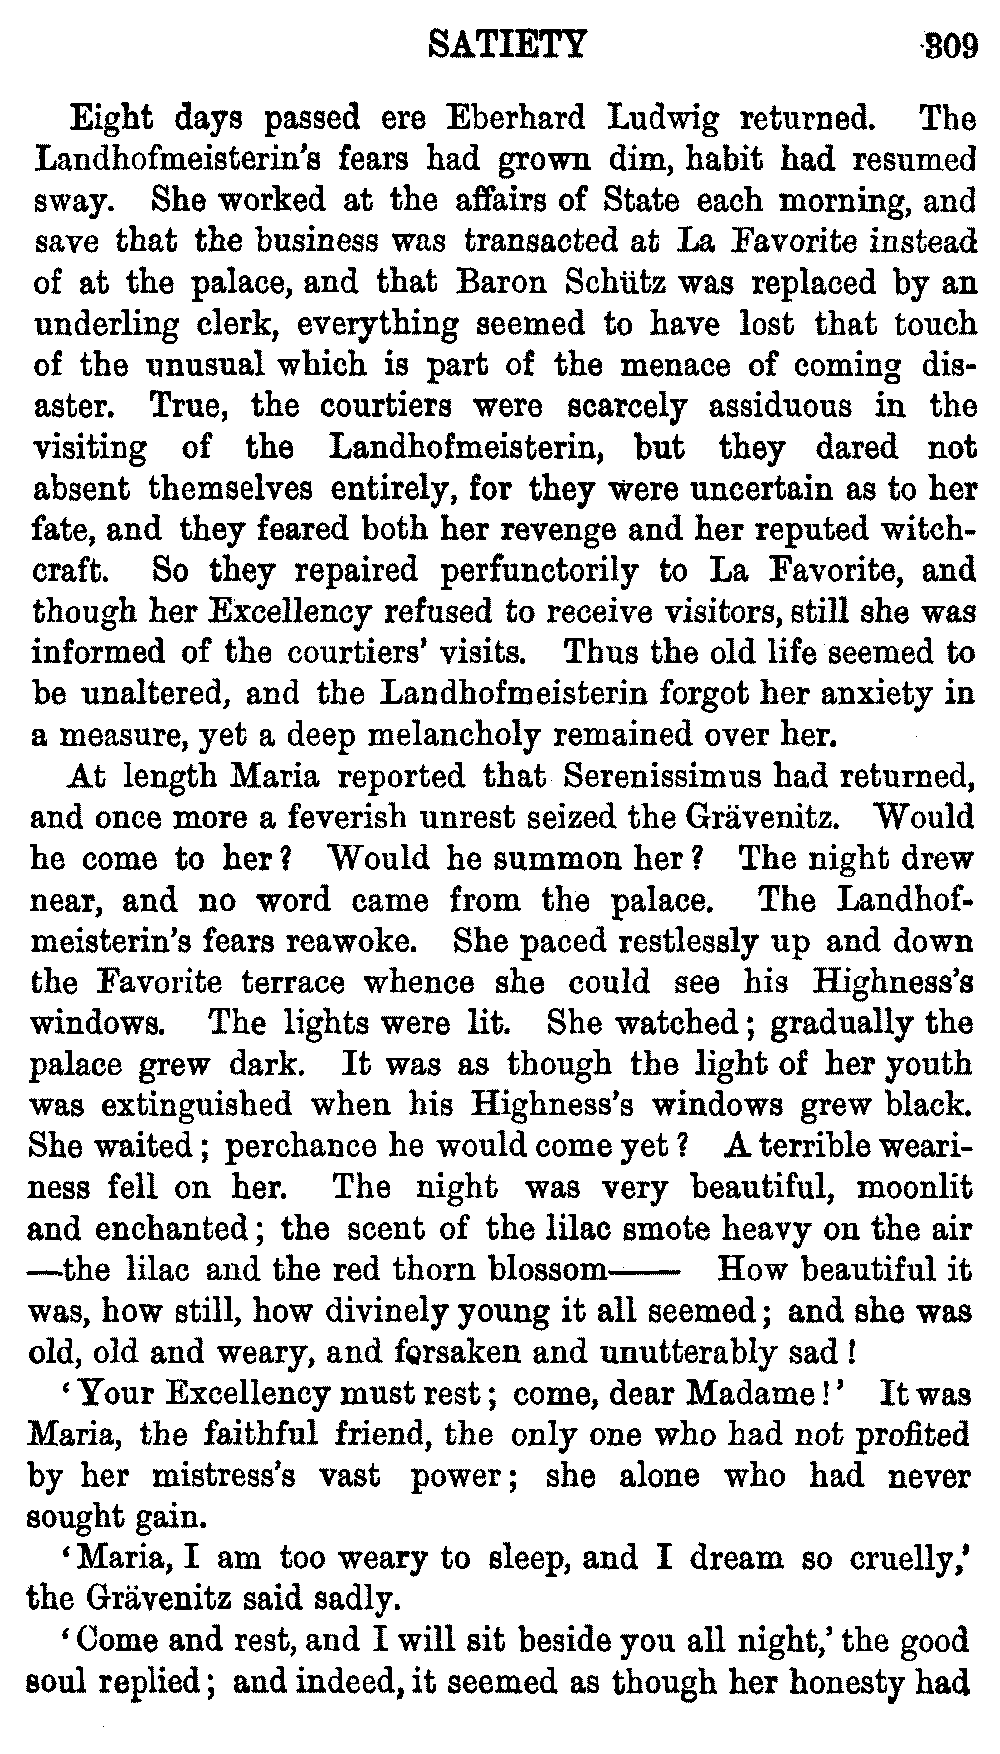 SATIETY 309
Eight days passed ere Eberhard Ludwig returned. The
Landhofmeisterin's fears had grown dim, habit had resumed
sway. She worked at the affairs of State each morning, and
save that the business was transacted at La Favorite instead
of at the palace, and that Baron Schütz was replaced by an
underling clerk, everything seemed to have lost that touch
of the unusual which is part of the menace of coming dis-
aster. True, the courtiers were scarcely assiduous in the
visiting of the Landhofmeisterin, but they dared not
absent themselves entirely, for they were uncertain as to her
fate, and they feared both her revenge and her reputed witch-
craft. So they repaired perfunctorily to La Favorite, and
though her Excellency refused to receive visitors, still she was
informed of the courtiers' visits. Thus the old life seemed to
be unaltered, and the Landhofmeisterin forgot her anxiety in
a measure, yet a deep melancholy remained over her.
At length Maria reported that Serenissimus had returned,
and once more a feverish unrest seized the Grävenitz. Would
he come to her? Would he summon her? The night drew
near, and no word came from the palace. The Landhof-
meisterin's fears reawoke. She paced restlessly up and down
the Favorite terrace whence she could see his Highness's
windows. The lights were lit. She watched; gradually the
palace grew dark. It was as though the light of her youth
was extinguished when his Highness's windows grew black.
She waited; perchance he would come yet? A terrible weari-
ness fell on her. The night was very beautiful, moonlit
and enchanted; the scent of the lilac smote heavy on the air
—the lilac and the red thorn blossom—— How beautiful it
was, how still, how divinely young it all seemed; and she was
old, old and weary, and forsaken and unutterably sad!
'Your Excellency must rest; come, dear Madame!' It was
Maria, the faithful friend, the only one who had not profited
by her mistress's vast power; she alone who had never
sought gain.
'Maria, I am too weary to sleep, and I dream so cruelly,'
the Grävenitz said sadly.
'Come and rest, and I will sit beside you all night,' the good
soul replied; and indeed, it seemed as though her honesty had